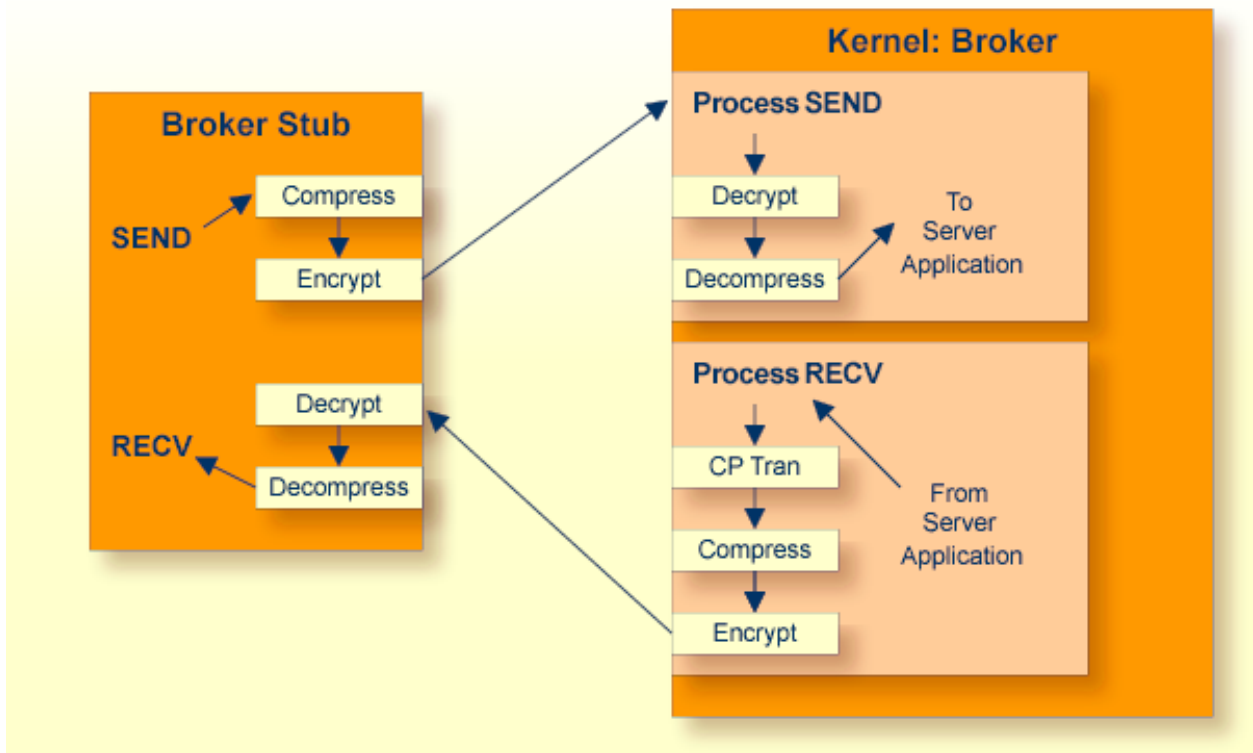 Broker Stub
SEND
Compress
Encrypt
Decrypt
RECV
Decompress
Kernel: Broker
Process SEND
Decrypt
Decompress
To
Server
Application
Process RECV
CP Tran
Compress
Encrypt
From
Server
Application